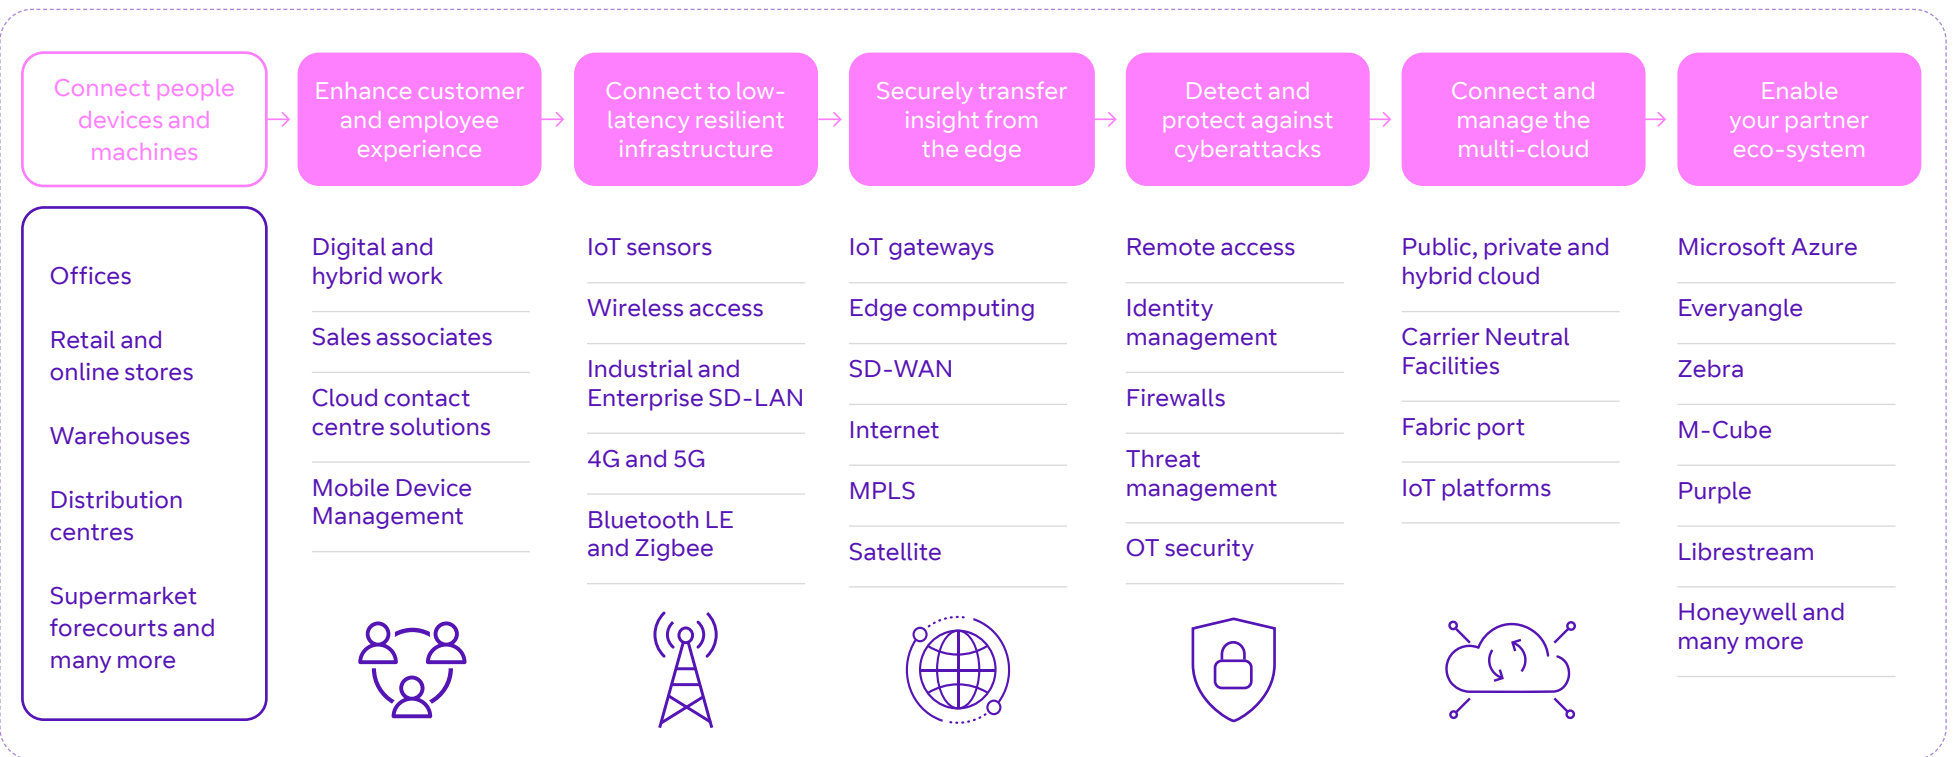 Connect people
devices and
machines
Enhance customer
and employee
experience
Connect to low-
latency resilient
infrastructure
Securely transfer
insight from
the edge
Detect and
protect against
cyberattacks
Connect and
manage the
multi-cloud
Enable
your partner
eco-system
Offices
Retail and
online stores
Warehouses
Distribution
centres
Supermarket
forecourts and
many more
Digital and
hybrid work
Sales associates
Cloud contact
centre solutions
Mobile Device
Management
IoT sensors
Wireless access
Industrial and
Enterprise SD-LAN
4G and 5G
Bluetooth LE
and Zigbee
IoT gateways
Edge computing
SD-WAN
Internet
MPLS
Satellite
Remote access
Identity
management
Firewalls
Threat
management
OT security
Public, private and
hybrid cloud
Carrier Neutral
Facilities
Fabric port
IoT platforms
Microsoft Azure
Everyangle
Zebra
M-Cube
Purple
Librestream
Honeywell and
many more